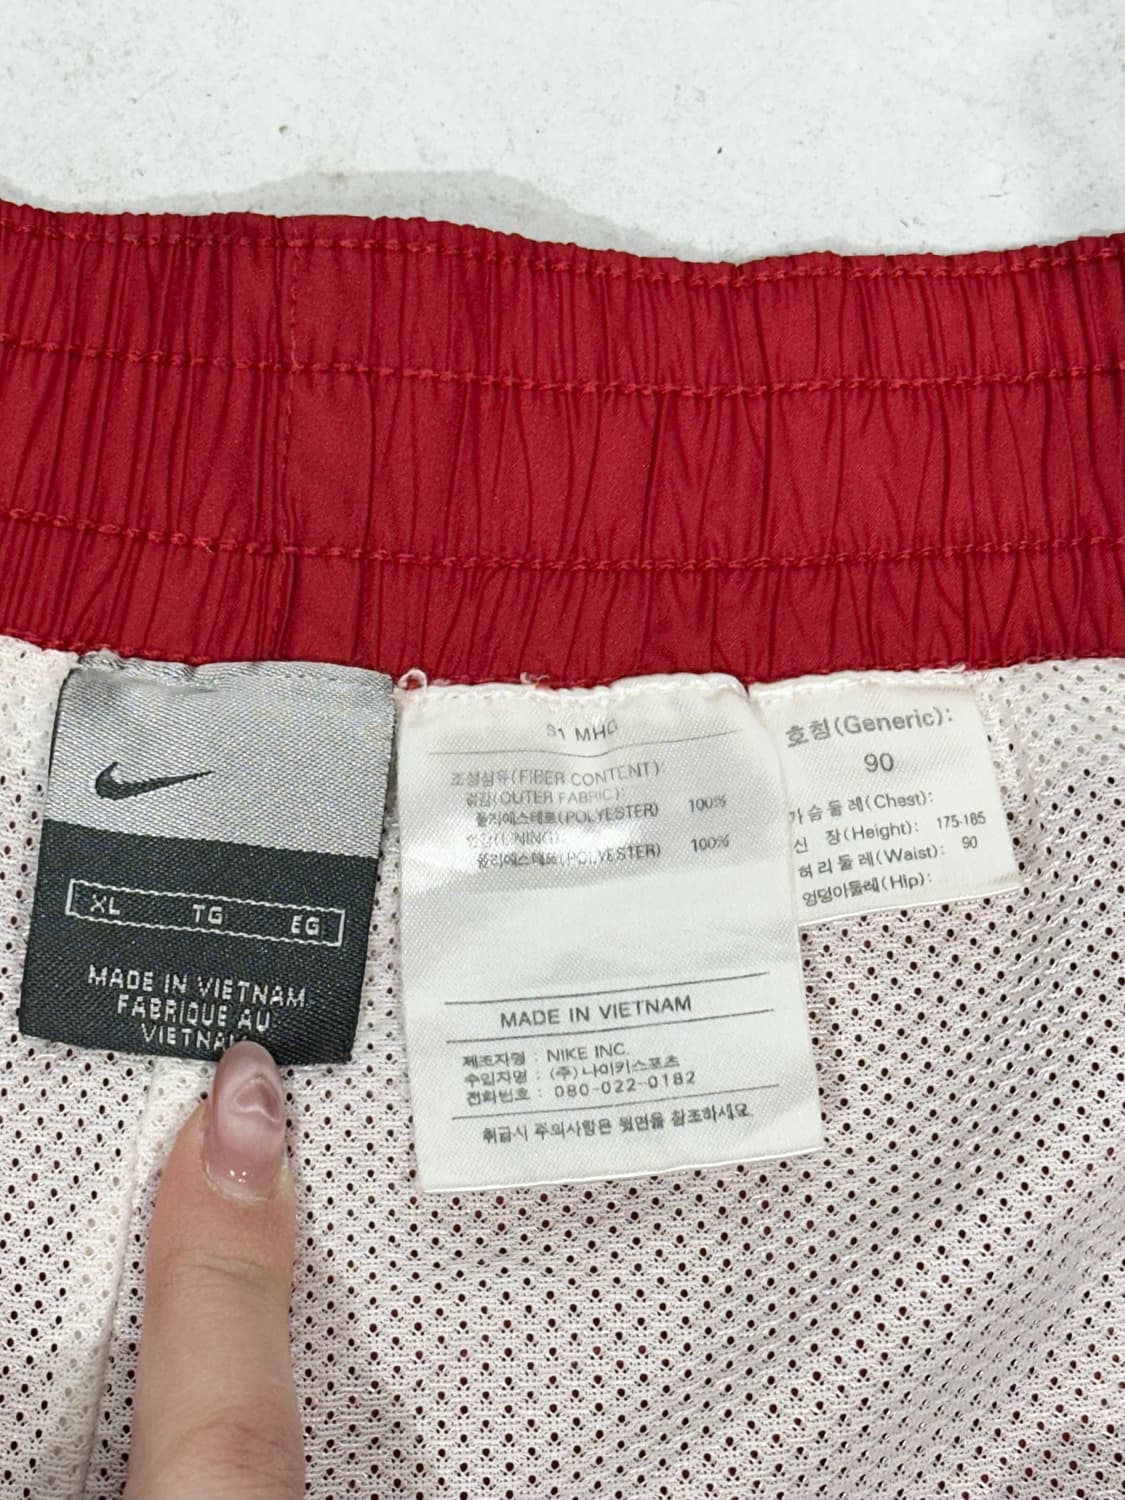 XL TG EG
MADE IN VIETNAM
FABRIQUE AU
VIETNAM
S1 MHG
조성섬유(FIBER CONTENT):
겉감(OUTER FABRIC):
폴리에스테르(POLYESTER) 100%
안감(LINING):
폴리에스테르(POLYESTER) 100%
MADE IN VIETNAM
제조자명 : NIKE INC.
수입자명 : (주)나이키스포츠
전화번호 : 080-022-0182
취급시 주의사항은 뒷면을 참조하세요
호칭(Generic):
90
가슴둘레(Chest):
신 장(Height): 175-185
허리둘레(Waist): 90
엉덩이둘레(Hip):